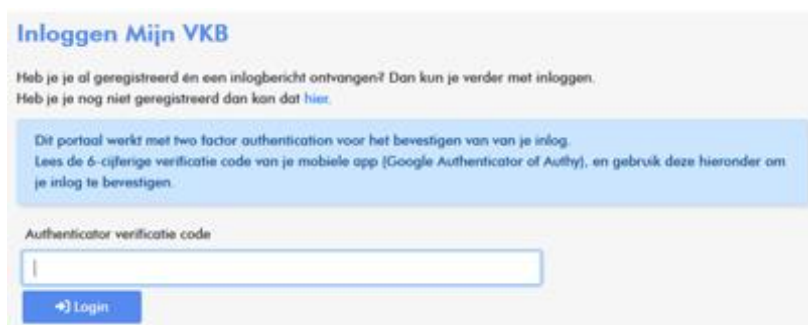 Inloggen Mijn VKB
Heb je je al geregistreerd én een inlogbericht ontvangen? Dan kun je verder met inloggen.
Heb je je nog niet geregistreerd dan kan dat hier.
Dit portaal werkt met two factor authentication voor het bevestigen van van je inlog.
Lees de 6-cijferige verificatie code van je mobiele app (Google Authenticator of Authy), en gebruik deze hieronder om
je inlog te bevestigen.
Authenticator verificatie code
Login